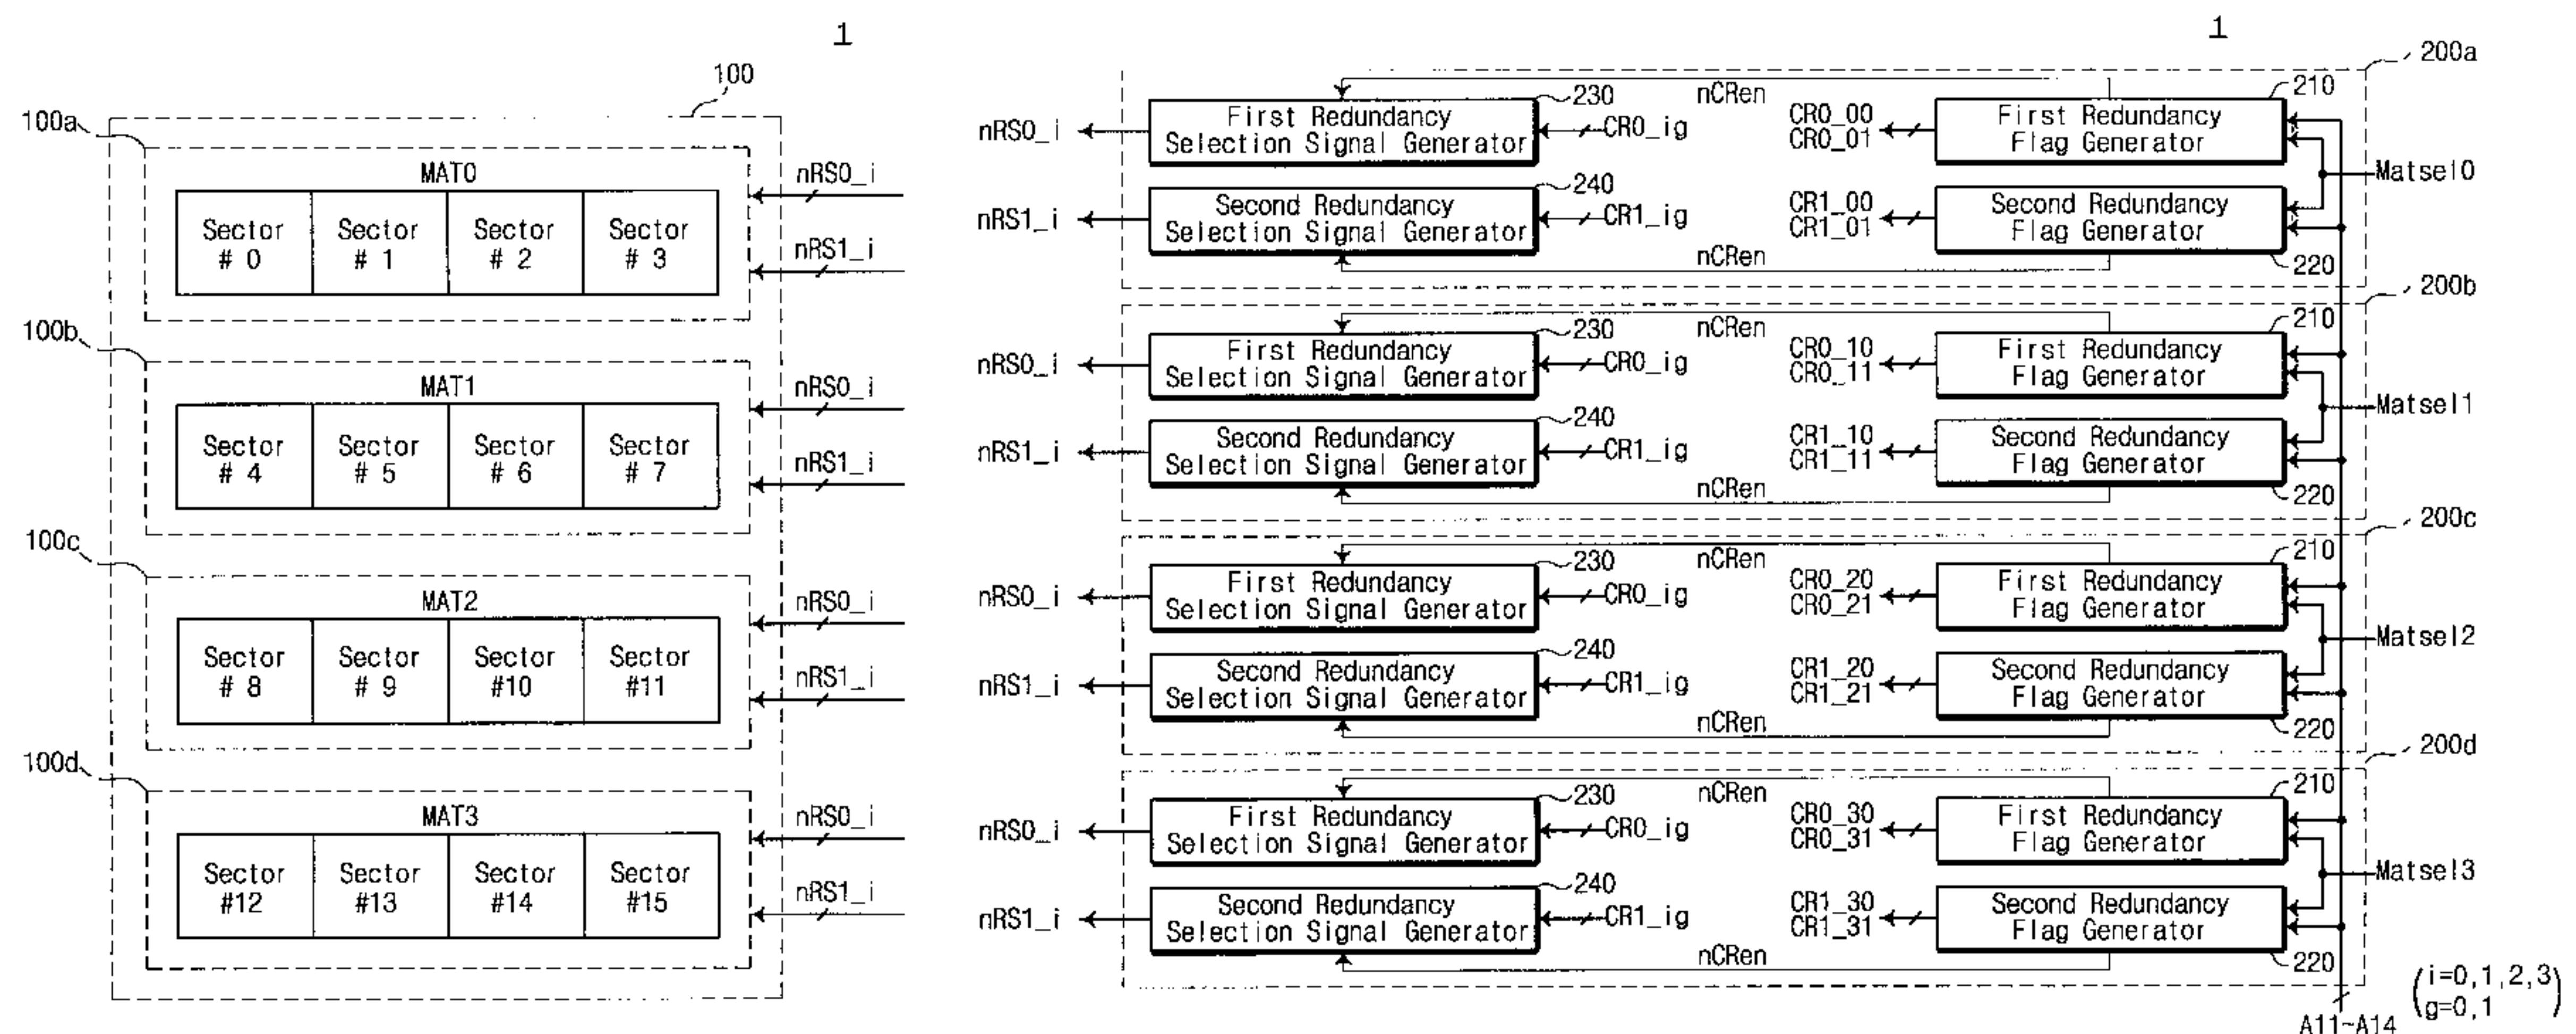 1
100
100a
MAT0
Sector # 0
Sector # 1
Sector # 2
Sector # 3
nRS0_i
nRS1_i
100b
MAT1
Sector # 4
Sector # 5
Sector # 6
Sector # 7
nRS0_i
nRS1_i
100c
MAT2
Sector # 8
Sector # 9
Sector #10
Sector #11
nRS0_i
nRS1_i
100d
MAT3
Sector #12
Sector #13
Sector #14
Sector #15
nRS0_i
nRS1_i
1
200a
nRS0_i
First Redundancy
Selection Signal Generator
230
CR0_ig
nCRen
CR0_00
CR0_01
First Redundancy
Flag Generator
210
Matsel0
nRS1_i
Second Redundancy
Selection Signal Generator
240
CR1_ig
nCRen
CR1_00
CR1_01
Second Redundancy
Flag Generator
220
200b
nRS0_i
First Redundancy
Selection Signal Generator
230
CR0_ig
nCRen
CR0_10
CR0_11
First Redundancy
Flag Generator
210
Matsel1
nRS1_i
Second Redundancy
Selection Signal Generator
240
CR1_ig
nCRen
CR1_10
CR1_11
Second Redundancy
Flag Generator
220
200c
nRS0_i
First Redundancy
Selection Signal Generator
230
CR0_ig
nCRen
CR0_20
CR0_21
First Redundancy
Flag Generator
210
Matsel2
nRS1_i
Second Redundancy
Selection Signal Generator
240
CR1_ig
nCRen
CR1_20
CR1_21
Second Redundancy
Flag Generator
220
200d
nRS0_i
First Redundancy
Selection Signal Generator
230
CR0_ig
nCRen
CR0_30
CR0_31
First Redundancy
Flag Generator
210
Matsel3
nRS1_i
Second Redundancy
Selection Signal Generator
240
CR1_ig
nCRen
CR1_30
CR1_31
Second Redundancy
Flag Generator
220
(i=0,1,2,3
g=0,1)
A11~A14